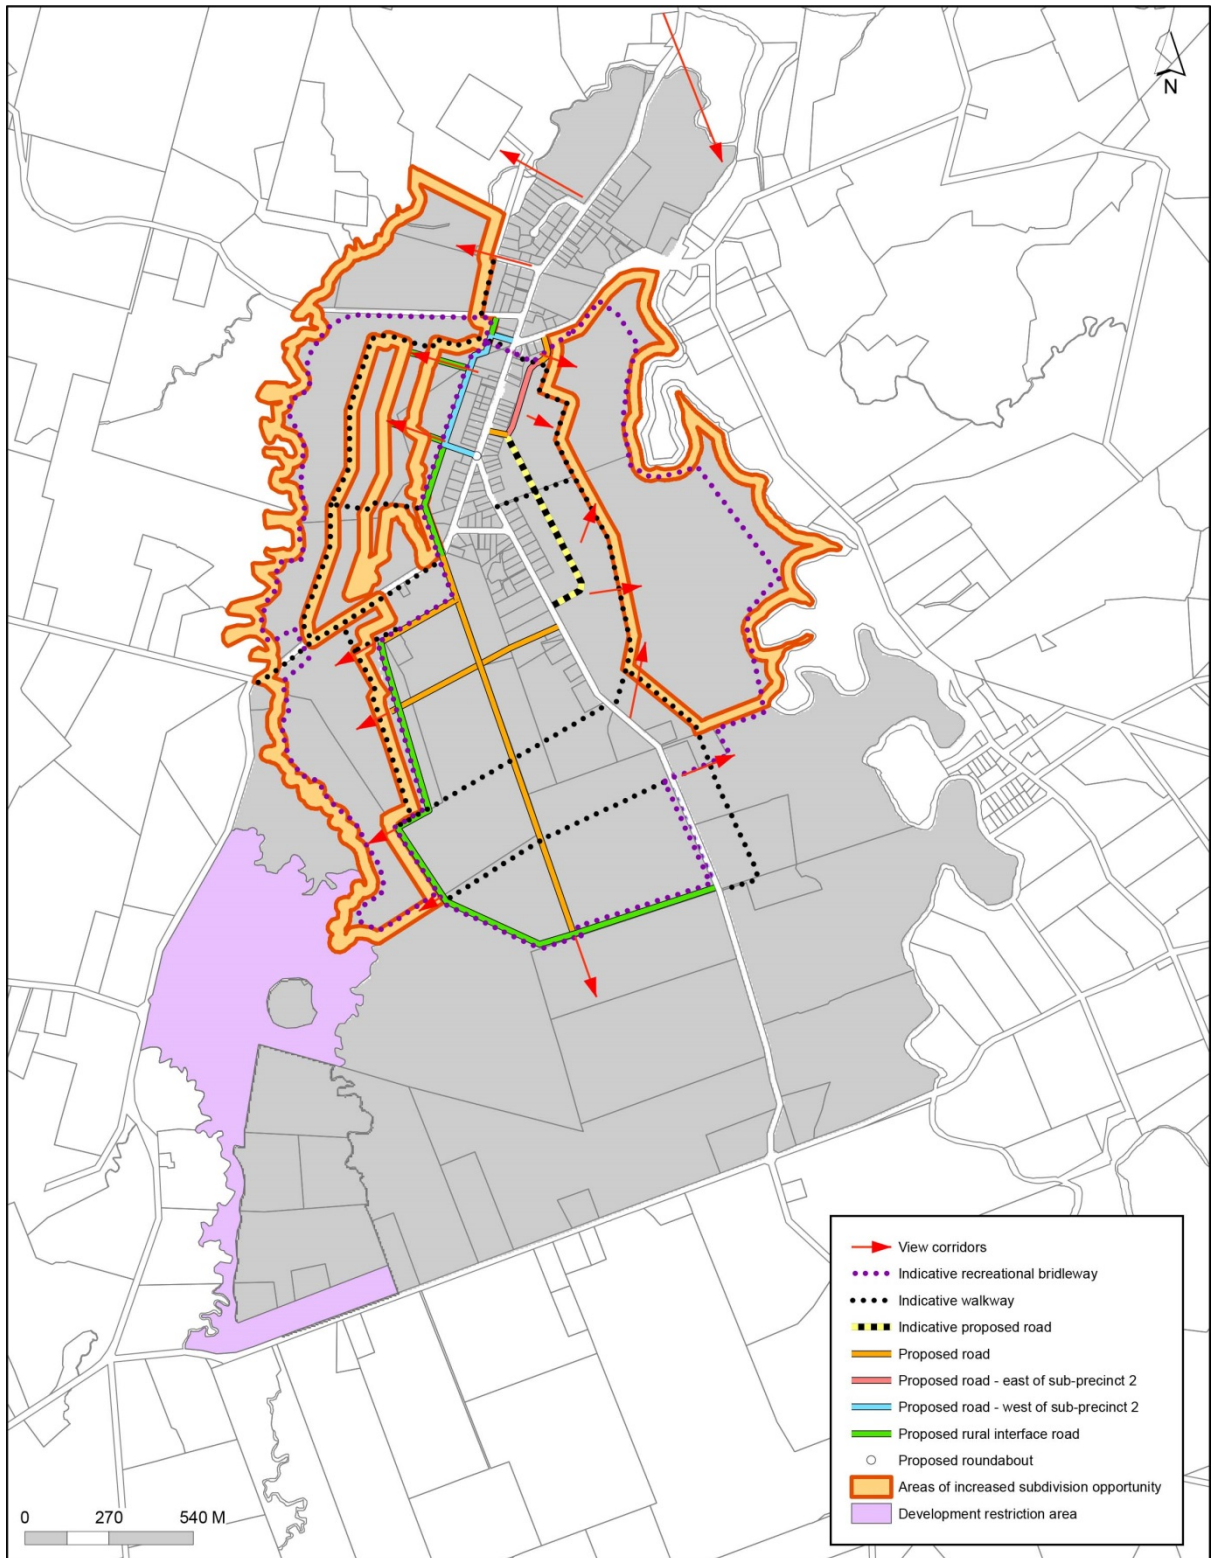 N
View corridors
Indicative recreational bridleway
Indicative walkway
Indicative proposed road
Proposed road
Proposed road - east of sub-precinct 2
Proposed road - west of sub-precinct 2
Proposed rural interface road
Proposed roundabout
Areas of increased subdivision opportunity
Development restriction area
0 270 540 M